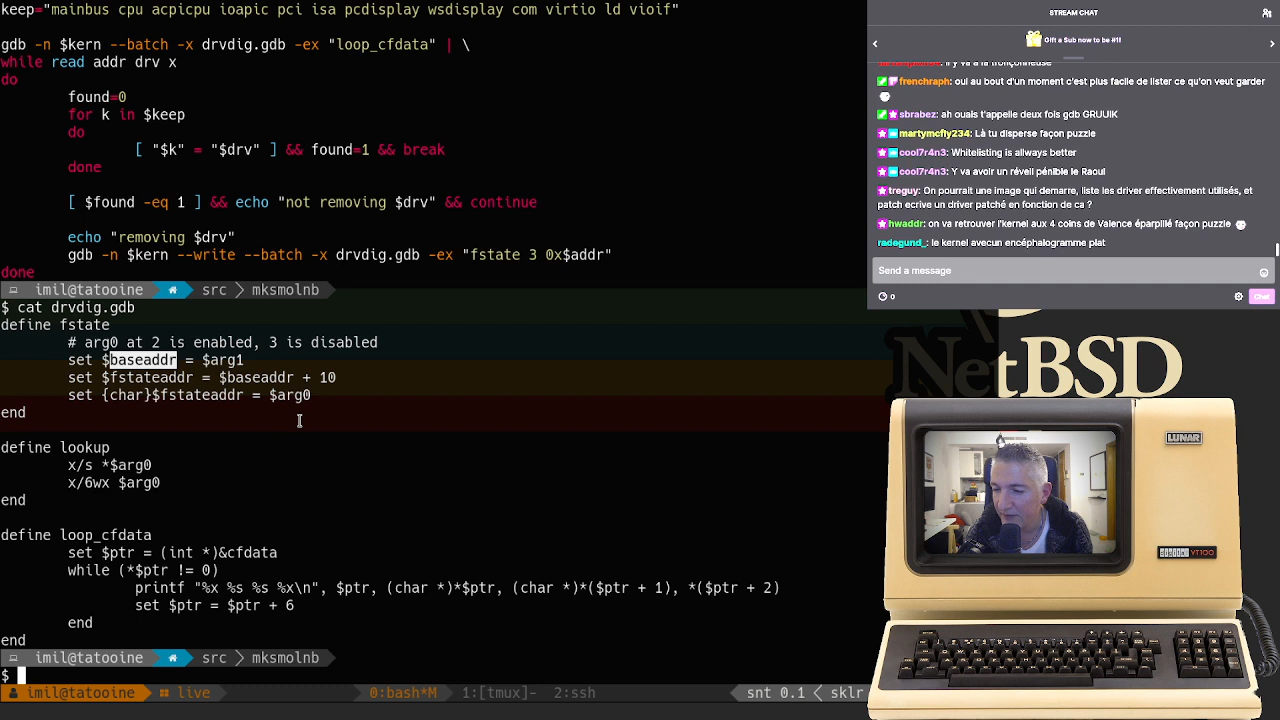 keep="mainbus cpu acpicpu ioapic pci isa pcdisplay wsdisplay com virtio ld vioif"
gdb -n $kern --batch -x drvdig.gdb -ex "loop_cfdata" | \
while read addr drv x
do
found=0
for k in $keep
do
[ "$k" = "$drv" ] && found=1 && break
done
[ $found -eq 1 ] && echo "not removing $drv" && continue
echo "removing $drv"
gdb -n $kern --write --batch -x drvdig.gdb -ex "fstate 3 0x$addr"
done
imil@tatooine src mksmolnb
$ cat drvdig.gdb
define fstate
# arg0 at 2 is enabled, 3 is disabled
set $baseaddr = $arg1
set $fstateaddr = $baseaddr + 10
set {char}$fstateaddr = $arg0
end
define lookup
x/s *$arg0
x/6wx $arg0
end
define loop_cfdata
set $ptr = (int *)&cfdata
while (*$ptr != 0)
printf "%x %s %s %x\n", $ptr, (char *)*$ptr, (char *)*($ptr + 1), *($ptr + 2)
set $ptr = $ptr + 6
end
end
imil@tatooine src mksmolnb
$
imil@tatooine live 0:bash*M 1:[tmux]- 2:ssh snt 0.1 sklr
STREAM CHAT
Gift a Sub now to be #1!
il y va à la tronçonneuse
frenchraph: oui au bout d'un moment c'est plus facile de lister ce qu'on veut garder
sbrabez: ah ouais t'appelle deux fois gdb GRUUIK
martymcfly234: Là tu disperse façon puzzle
cool7r4n3: Whitelisting is allways better
cool7r4n3: Y va avoir un réveil pénible le Raoul
treguy: On pourrait une image qui demarre, liste les driver effectivement utilisés, et
patch ecrive un driver patché en fonction de ca ?
hwaddr: on va retrouver l'kernel aux 4 coins de Valence éparpillé façon puzzle
radegund_: le kernel avecun encéphalogramme plat
Send a message
0
Chat
NetBSD
LUNAR
digilix VT100